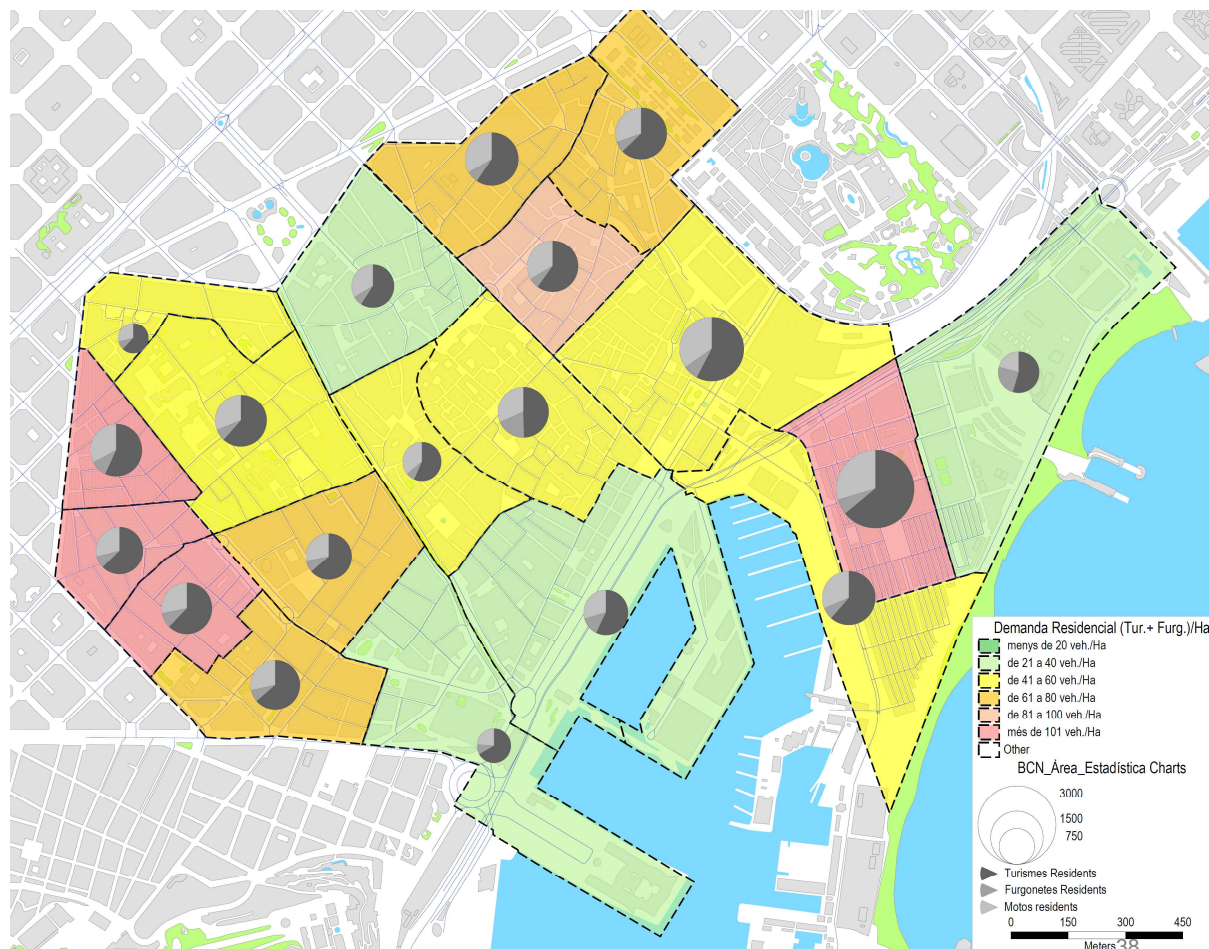 Demanda Residencial (Tur.+ Furg.)/Ha
menys de 20 veh./Ha
de 21 a 40 veh./Ha
de 41 a 60 veh./Ha
de 61 a 80 veh./Ha
de 81 a 100 veh./Ha
més de 101 veh./Ha
Other
BCN_Àrea_Estadística Charts
3000
1500
750
Turismes Residents
Furgonetes Residents
Motos residents
0 150 300 450
Meters
38